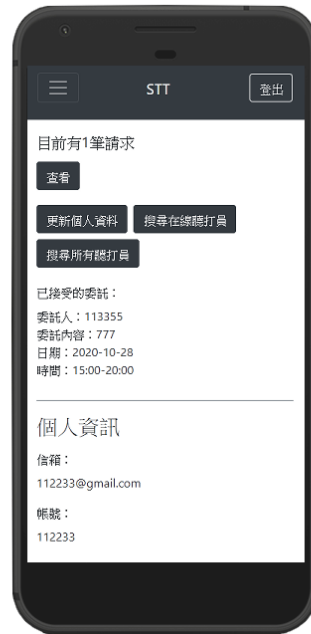 STT
登出
目前有1筆請求
查看
更新個人資料 搜尋在線聽打員
搜尋所有聽打員
已接受的委託：
委託人：113355
委託內容：777
日期：2020-10-28
時間：15:00-20:00
個人資訊
信箱：
112233@gmail.com
帳號：
112233